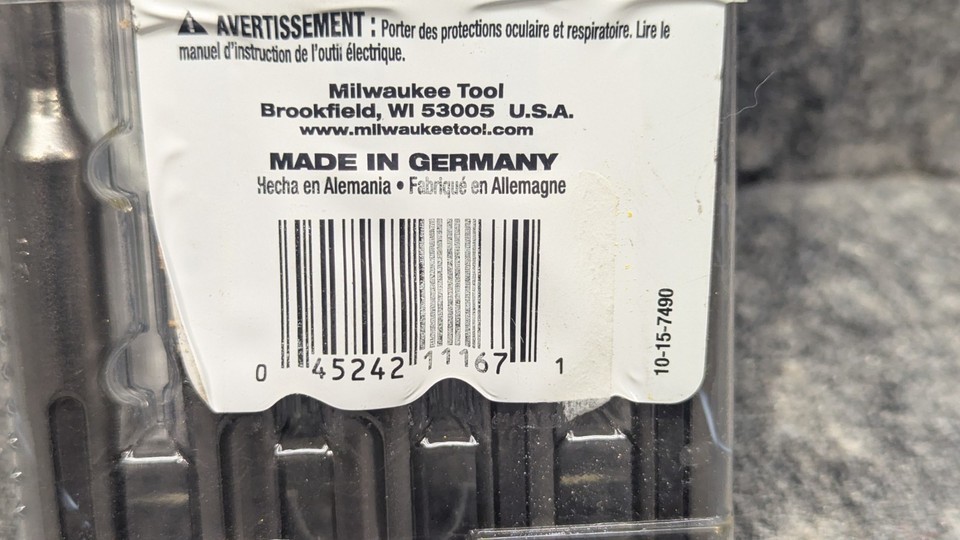 AVERTISSEMENT : Porter des protections oculaire et respiratoire. Lire le
manuel d'instruction de l'outil électrique.
Milwaukee Tool
Brookfield, WI 53005 U.S.A.
www.milwaukeetool.com
MADE IN GERMANY
Hecha en Alemania • Fabriqué en Allemagne
0 45242 11167 1
10-15-7490